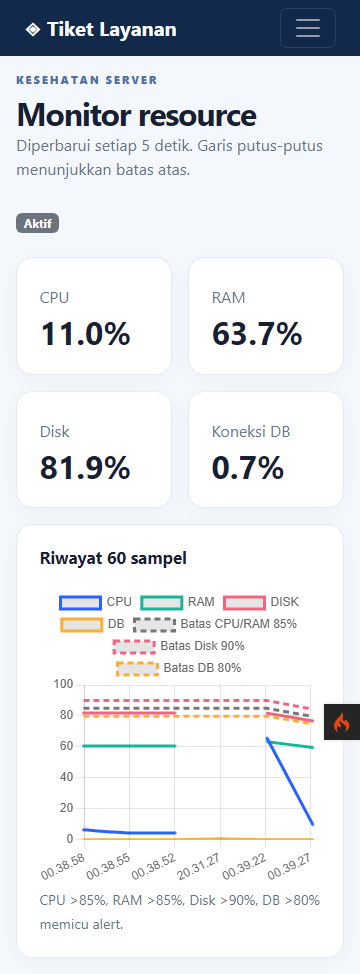 Tiket Layanan
KESEHATAN SERVER
Monitor resource
Diperbarui setiap 5 detik. Garis putus-putus
menunjukkan batas atas.
Aktif
CPU
11.0%
RAM
63.7%
Disk
81.9%
Koneksi DB
0.7%
Riwayat 60 sampel
CPU RAM DISK
DB Batas CPU/RAM 85%
Batas Disk 90%
Batas DB 80%
100
80
60
40
20
0
00.38.58 00.38.55 00.38.52 20.31.27 00.39.22 00.39.27
CPU >85%, RAM >85%, Disk >90%, DB >80%
memicu alert.